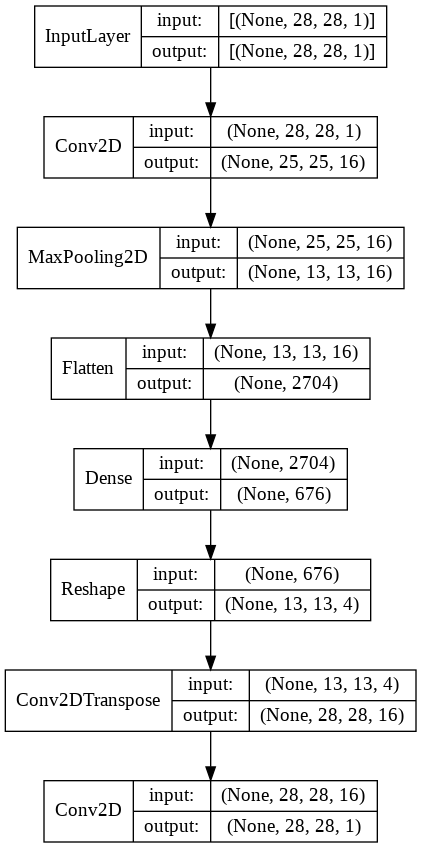 InputLayer
input: [(None, 28, 28, 1)]
output: [(None, 28, 28, 1)]
Conv2D
input: (None, 28, 28, 1)
output: (None, 25, 25, 16)
MaxPooling2D
input: (None, 25, 25, 16)
output: (None, 13, 13, 16)
Flatten
input: (None, 13, 13, 16)
output: (None, 2704)
Dense
input: (None, 2704)
output: (None, 676)
Reshape
input: (None, 676)
output: (None, 13, 13, 4)
Conv2DTranspose
input: (None, 13, 13, 4)
output: (None, 28, 28, 16)
Conv2D
input: (None, 28, 28, 16)
output: (None, 28, 28, 1)